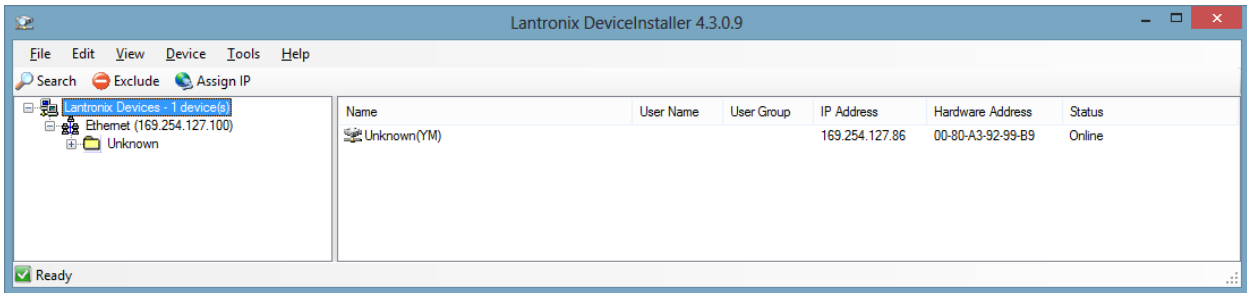 Lantronix DeviceInstaller 4.3.0.9
File Edit View Device Tools Help
Search Exclude Assign IP
Lantronix Devices - 1 device(s)
Ethernet (169.254.127.100)
Unknown
Name User Name User Group IP Address Hardware Address Status
Unknown(YM) 169.254.127.86 00-80-A3-92-99-B9 Online
Ready